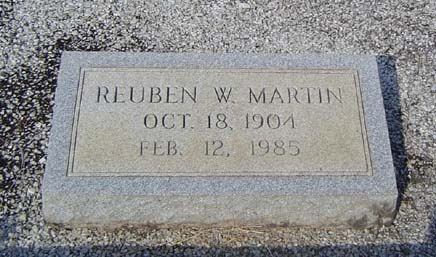 REUBEN W. MARTIN
OCT. 18, 1904
FEB. 12, 1985